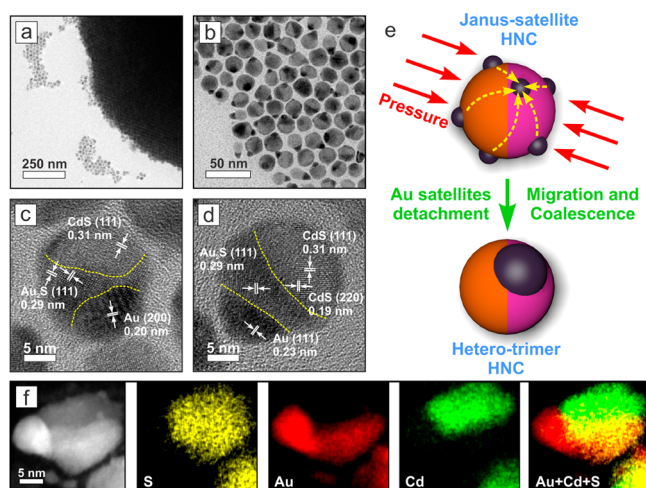 a
250 nm
b
50 nm
c
CdS (111)
0.31 nm
Au2S (111)
0.29 nm
Au (200)
0.20 nm
5 nm
d
CdS (111)
0.31 nm
Au2S (111)
0.29 nm
CdS (220)
0.19 nm
Au (111)
0.23 nm
5 nm
e
Janus-satellite
HNC
Pressure
Au satellites
detachment
Migration and
Coalescence
Hetero-trimer
HNC
f
5 nm
S
Au
Cd
Au+Cd+S